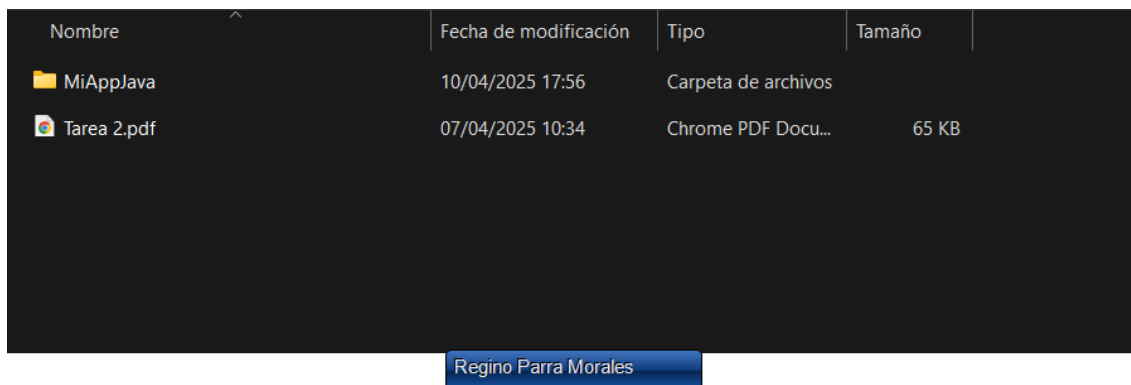 Nombre Fecha de modificación Tipo Tamaño
MiAppJava 10/04/2025 17:56 Carpeta de archivos
Tarea 2.pdf 07/04/2025 10:34 Chrome PDF Docu... 65 KB
Regino Parra Morales